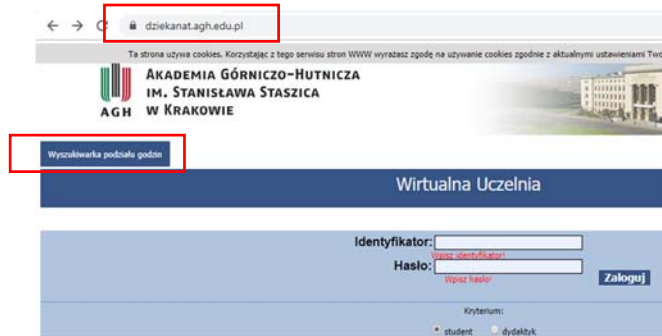 dziekanat.agh.edu.pl
Ta strona używa cookies. Korzystając z tego serwisu stron WWW wyrażasz zgodę na używanie cookies zgodnie z aktualnymi ustawieniami Two
AKADEMIA GÓRNICZO-HUTNICZA
IM. STANISŁAWA STASZICA
W KRAKOWIE
AGH
Wyszukiwarka podziału godzin
Wirtualna Uczelnia
Identyfikator:
Wpisz identyfikator!
Hasło:
Wpisz hasło!
Zaloguj
Kryterium:
student dydaktyk